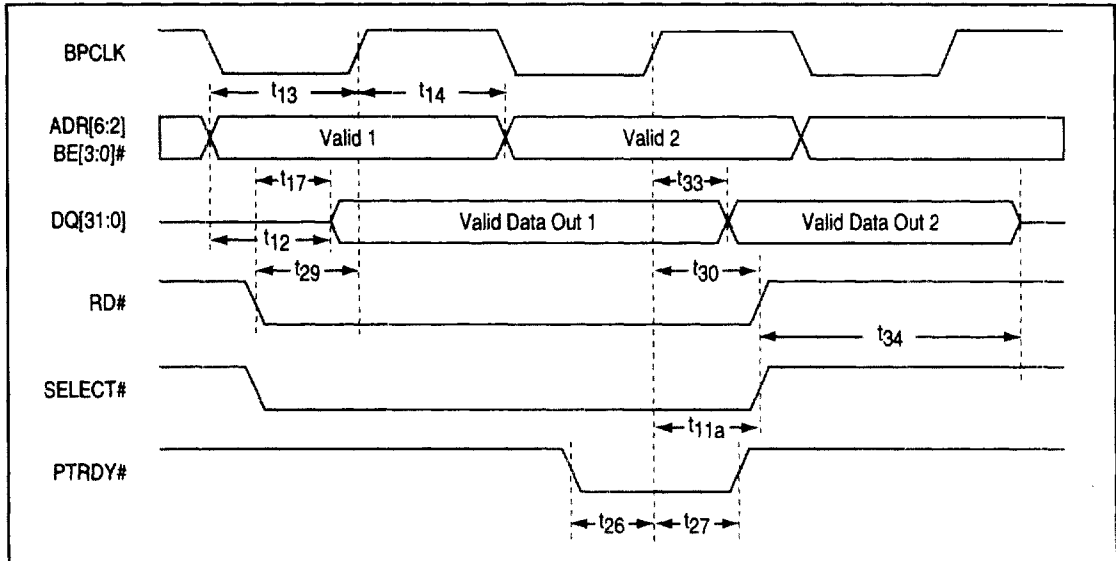 BPCLK
t13
t14
ADR[6:2]
BE[3:0]#
Valid 1
Valid 2
t17
t33
DQ[31:0]
Valid Data Out 1
Valid Data Out 2
t12
t29
t30
RD#
t34
SELECT#
t11a
PTRDY#
t26
t27